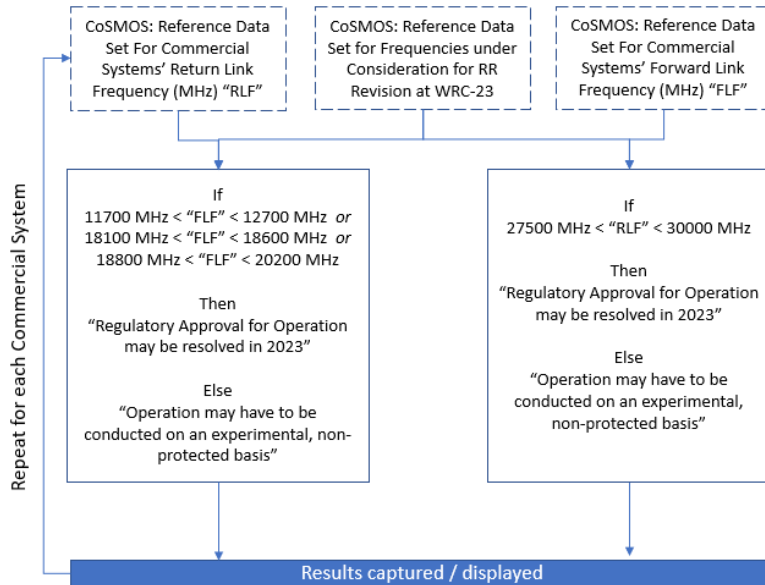 CoSMOS: Reference Data
Set For Commercial
Systems’ Return Link
Frequency (MHz) “RLF”
CoSMOS: Reference Data
Set for Frequencies under
Consideration for RR
Revision at WRC-23
CoSMOS: Reference Data
Set For Commercial
Systems’ Forward Link
Frequency (MHz) “FLF”
Repeat for each Commercial System
If
11700 MHz < “FLF” < 12700 MHz or
18100 MHz < “FLF” < 18600 MHz or
18800 MHz < “FLF” < 20200 MHz
Then
“Regulatory Approval for Operation
may be resolved in 2023”
Else
“Operation may have to be
conducted on an experimental, non-
protected basis”
If
27500 MHz < “RLF” < 30000 MHz
Then
“Regulatory Approval for Operation
may be resolved in 2023”
Else
“Operation may have to be
conducted on an experimental,
non-protected basis”
Results captured / displayed